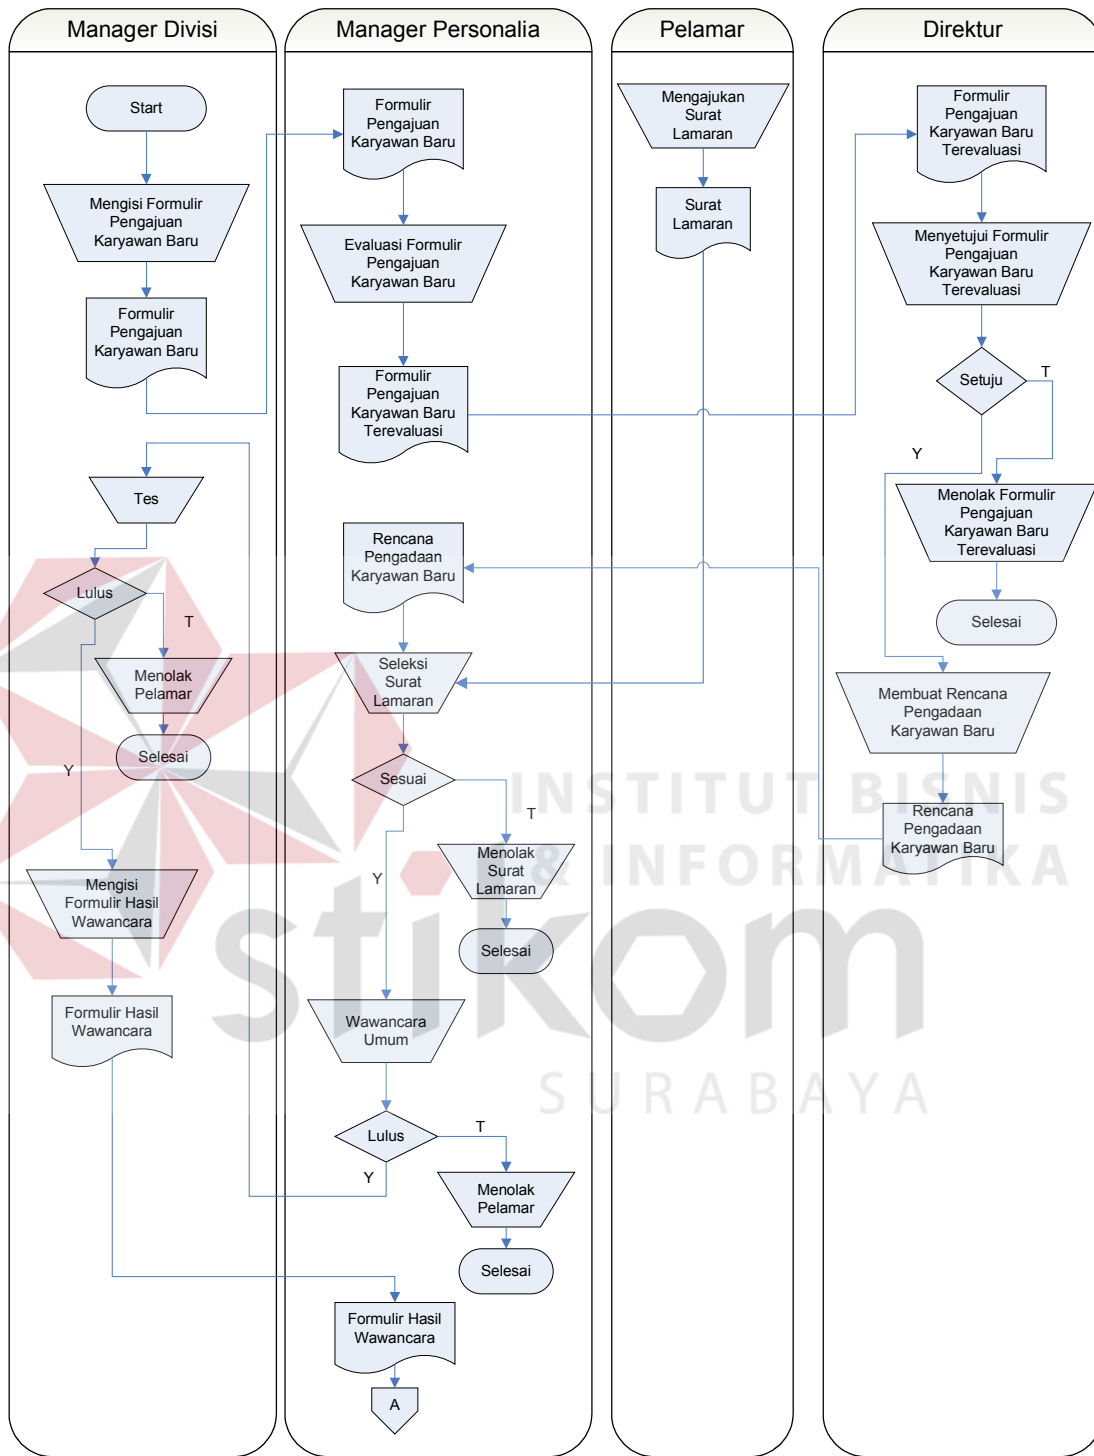 Manager Divisi
Manager Personalia
Pelamar
Direktur
Start
Mengisi Formulir
Pengajuan
Karyawan Baru
Formulir
Pengajuan
Karyawan Baru
Tes
Lulus
T
Menolak
Pelamar
Selesai
Y
Mengisi
Formulir Hasil
Wawancara
Formulir Hasil
Wawancara
Formulir
Pengajuan
Karyawan Baru
Evaluasi Formulir
Pengajuan
Karyawan Baru
Formulir
Pengajuan
Karyawan Baru
Terevaluasi
Rencana
Pengadaan
Karyawan Baru
Seleksi
Surat
Lamaran
Sesuai
T
Menolak
Surat
Lamaran
Selesai
Y
Wawancara
Umum
Lulus
T
Y
Menolak
Pelamar
Selesai
Formulir Hasil
Wawancara
A
Mengajukan
Surat
Lamaran
Surat
Lamaran
Formulir
Pengajuan
Karyawan Baru
Terevaluasi
Menyetujui Formulir
Pengajuan
Karyawan Baru
Terevaluasi
Setuju
T
Y
Menolak Formulir
Pengajuan
Karyawan Baru
Terevaluasi
Selesai
Membuat Rencana
Pengadaan
Karyawan Baru
Rencana
Pengadaan
Karyawan Baru
INSTITUT BISNIS
& INFORMATIKA
stikom
SURABAYA